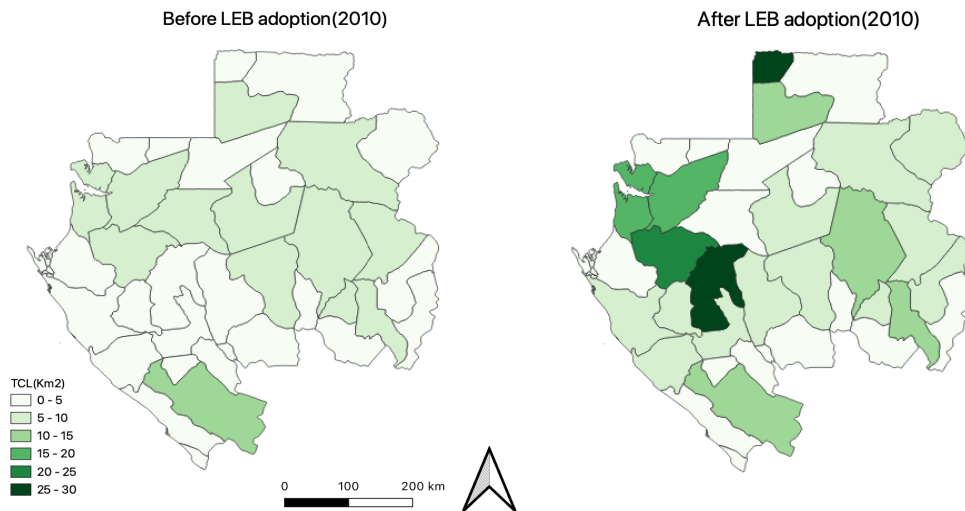 Before LEB adoption(2010)
After LEB adoption(2010)
TCL(Km2)
0 - 5
5 - 10
10 - 15
15 - 20
20 - 25
25 - 30
0 100 200 km